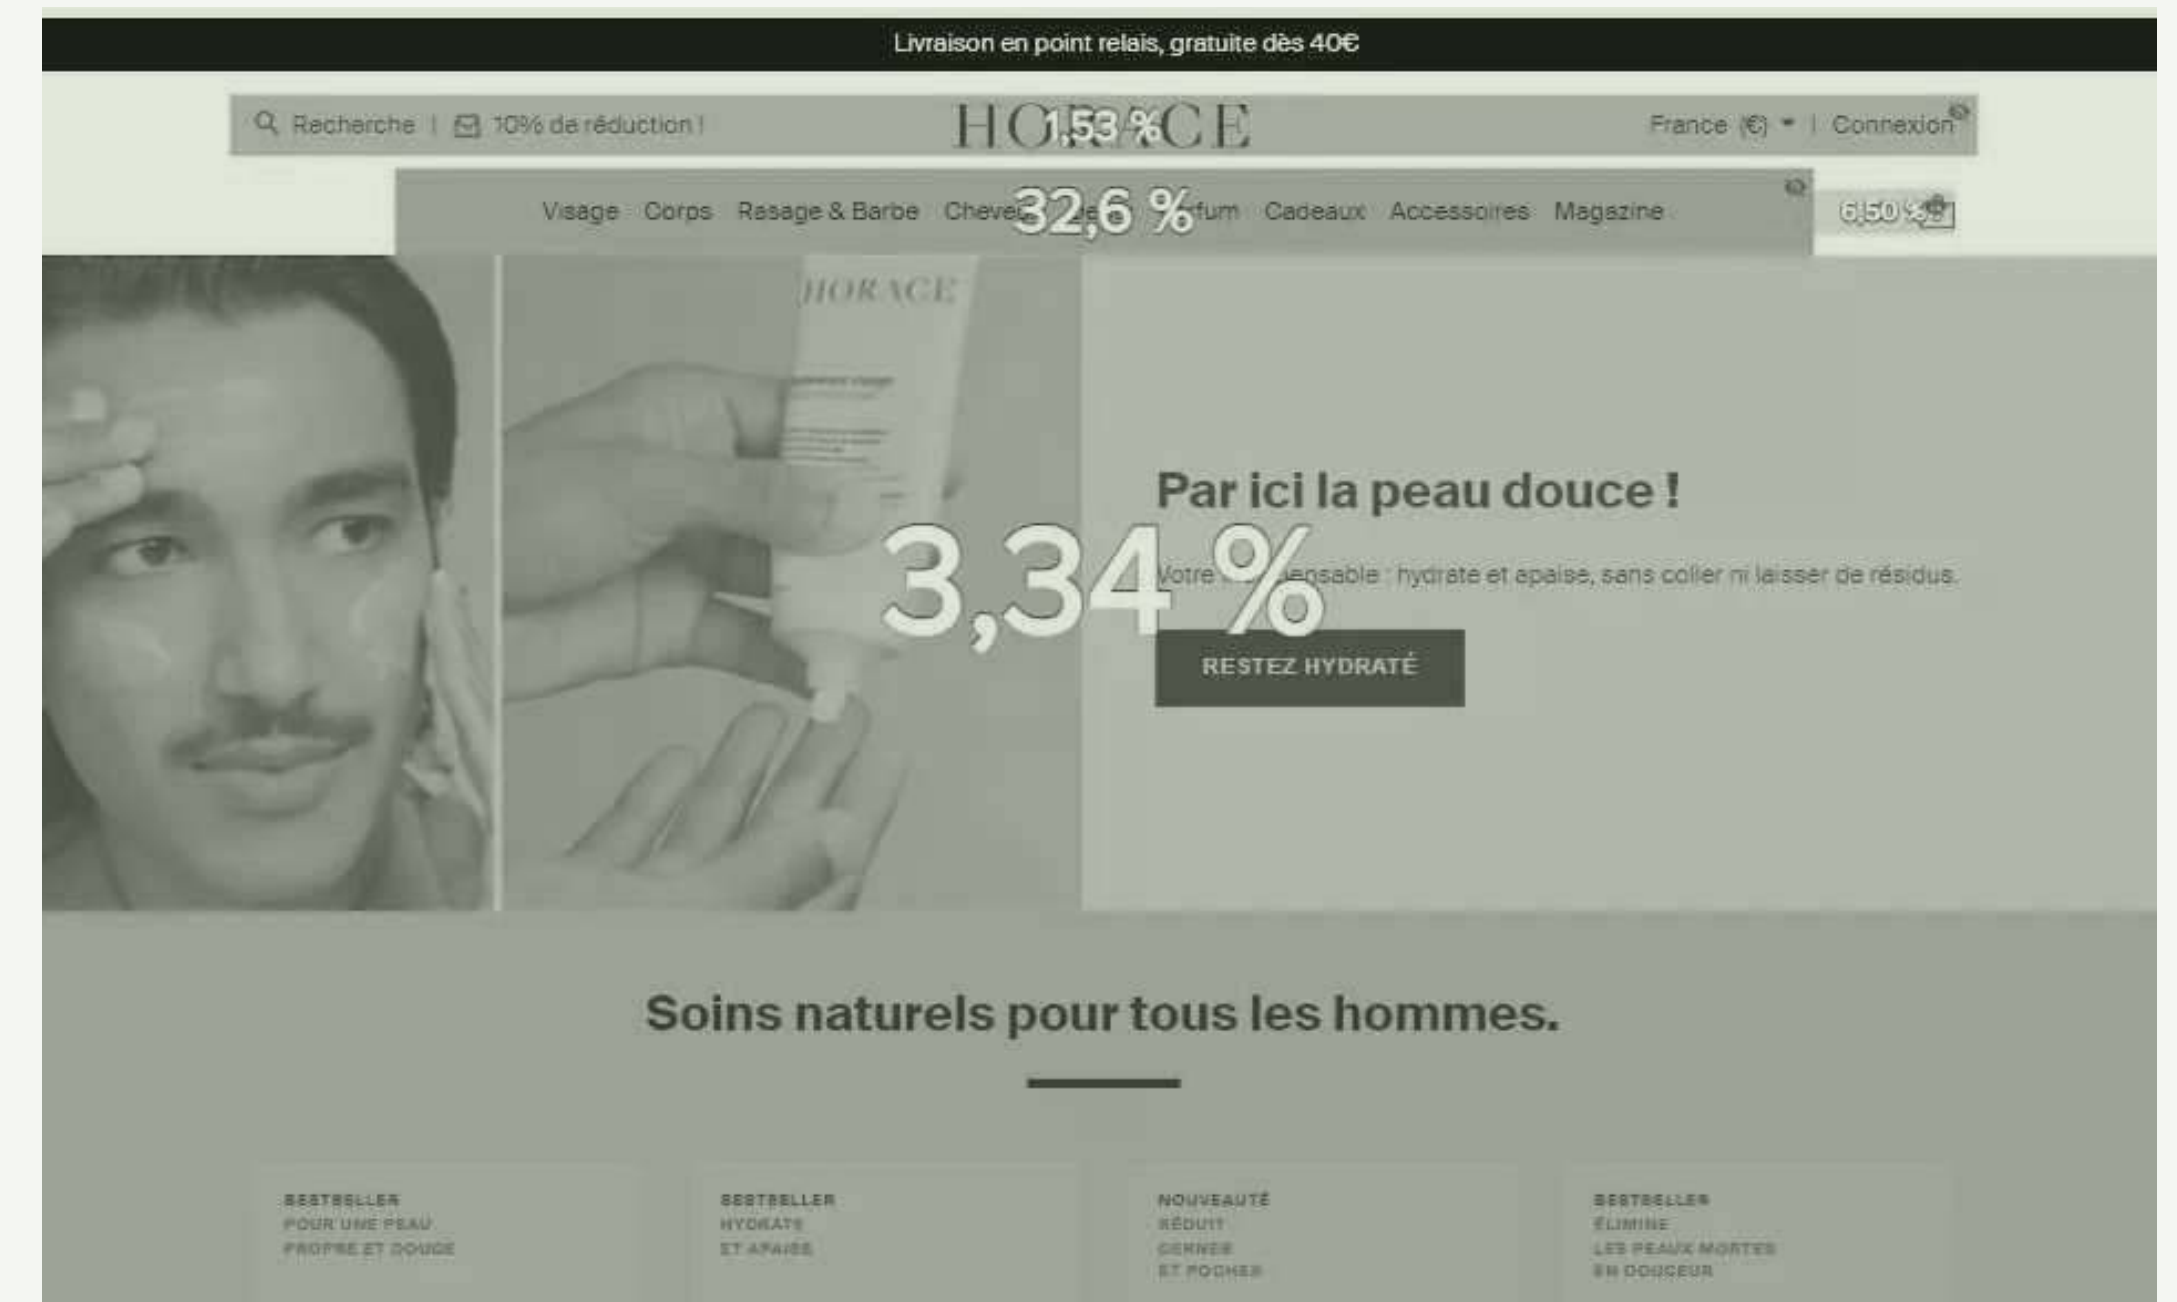 Livraison en point relais, gratuite dès 40€
Recherche | 10% de réduction !
HORACE
1,53 %
France (€) | Connexion
Visage Corps Rasage & Barbe
32,6 %
Cadeaux Accessoires Magazine
6,50 %
HORACE
Par ici la peau douce !
3,34 %
Votre : hydrate et apaise, sans coller ni laisser de résidus.
RESTEZ HYDRATÉ
Soins naturels pour tous les hommes.
BESTSELLER
POUR UNE PEAU
PROPRE ET DOUCE
BESTSELLER
HYDRATE
ET APAISE
NOUVEAUTÉ
RÉDUIT
CERNES
ET POCHES
BESTSELLER
ÉLIMINE
LES PEAUX MORTES
EN DOUCEUR